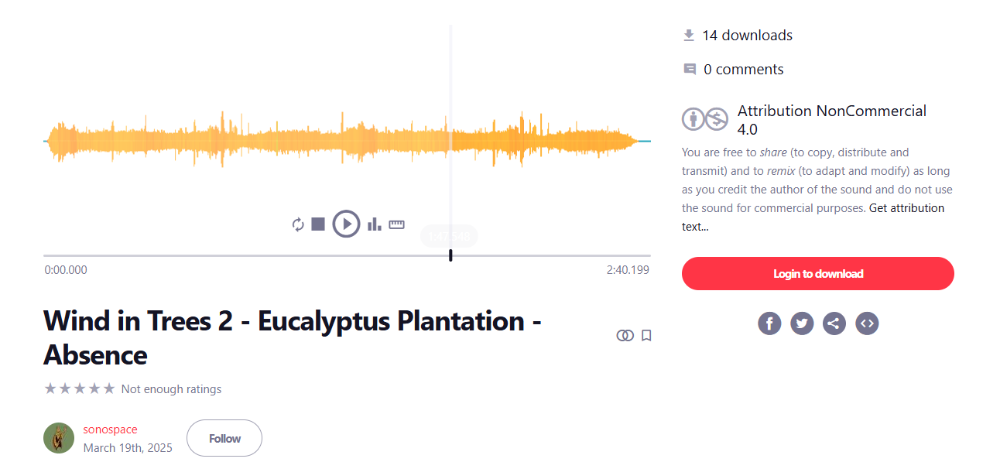 14 downloads
0 comments
Attribution NonCommercial
4.0
You are free to share (to copy, distribute and
transmit) and to remix (to adapt and modify) as long
as you credit the author of the sound and do not use
the sound for commercial purposes. Get attribution
text...
Login to download
0:00.000
2:40.199
Wind in Trees 2 - Eucalyptus Plantation -
Absence
Not enough ratings
sonospace
March 19th, 2025
Follow